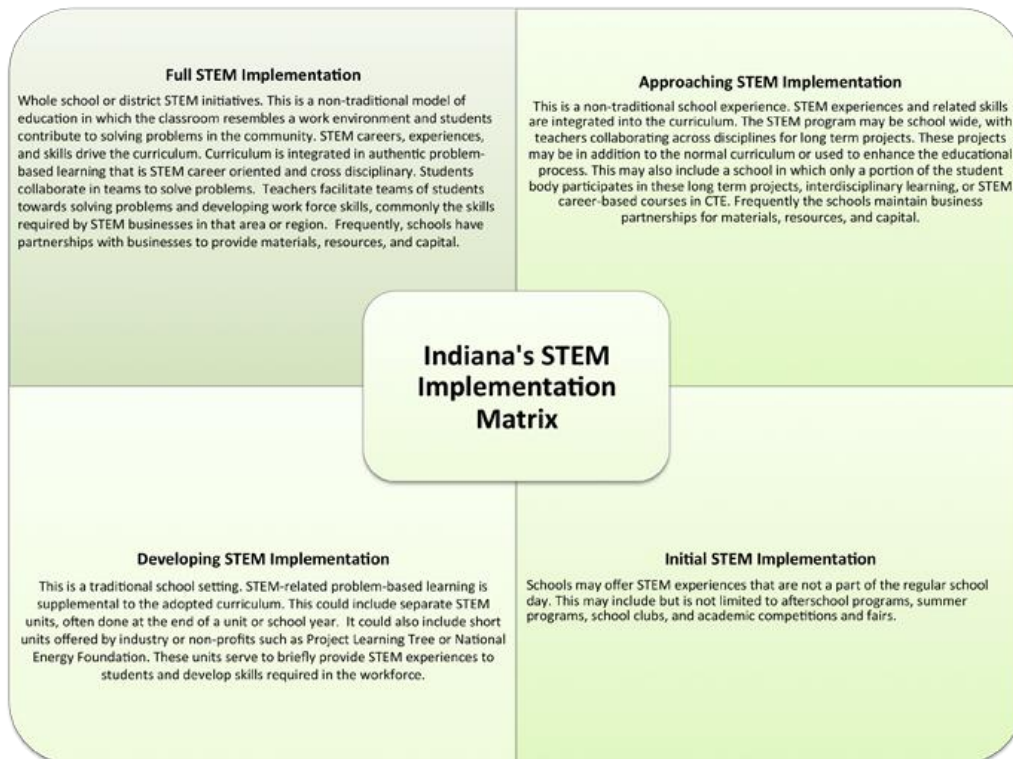 Full STEM Implementation
Whole school or district STEM initiatives. This is a non-traditional model of
education in which the classroom resembles a work environment and students
contribute to solving problems in the community. STEM careers, experiences,
and skills drive the curriculum. Curriculum is integrated in authentic problem-
based learning that is STEM career oriented and cross disciplinary. Students
collaborate in teams to solve problems. Teachers facilitate teams of students
towards solving problems and developing work force skills, commonly the skills
required by STEM businesses in that area or region. Frequently, schools have
partnerships with businesses to provide materials, resources, and capital.
Approaching STEM Implementation
This is a non-traditional school experience. STEM experiences and related skills
are integrated into the curriculum. The STEM program may be school wide, with
teachers collaborating across disciplines for long term projects. These projects
may be in addition to the normal curriculum or used to enhance the educational
process. This may also include a school in which only a portion of the student
body participates in these long term projects, interdisciplinary learning, or STEM
career-based courses in CTE. Frequently the schools maintain business
partnerships for materials, resources, and capital.
Indiana's STEM
Implementation
Matrix
Developing STEM Implementation
This is a traditional school setting. STEM-related problem-based learning is
supplemental to the adopted curriculum. This could include separate STEM
units, often done at the end of a unit or school year. It could also include short
units offered by industry or non-profits such as Project Learning Tree or National
Energy Foundation. These units serve to briefly provide STEM experiences to
students and develop skills required in the workforce.
Initial STEM Implementation
Schools may offer STEM experiences that are not a part of the regular school
day. This may include but is not limited to afterschool programs, summer
programs, school clubs, and academic competitions and fairs.